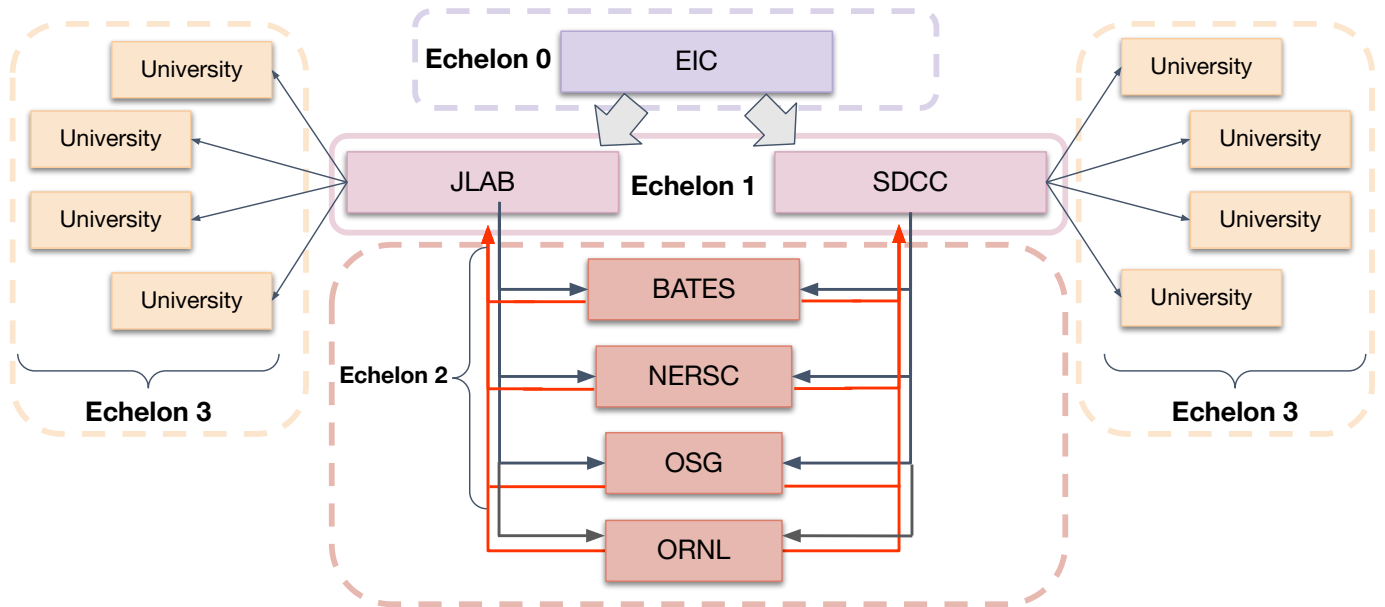 Echelon 0
EIC
University
University
University
University
Echelon 3
JLAB
Echelon 1
SDCC
University
University
University
University
Echelon 3
Echelon 2
BATES
NERSC
OSG
ORNL